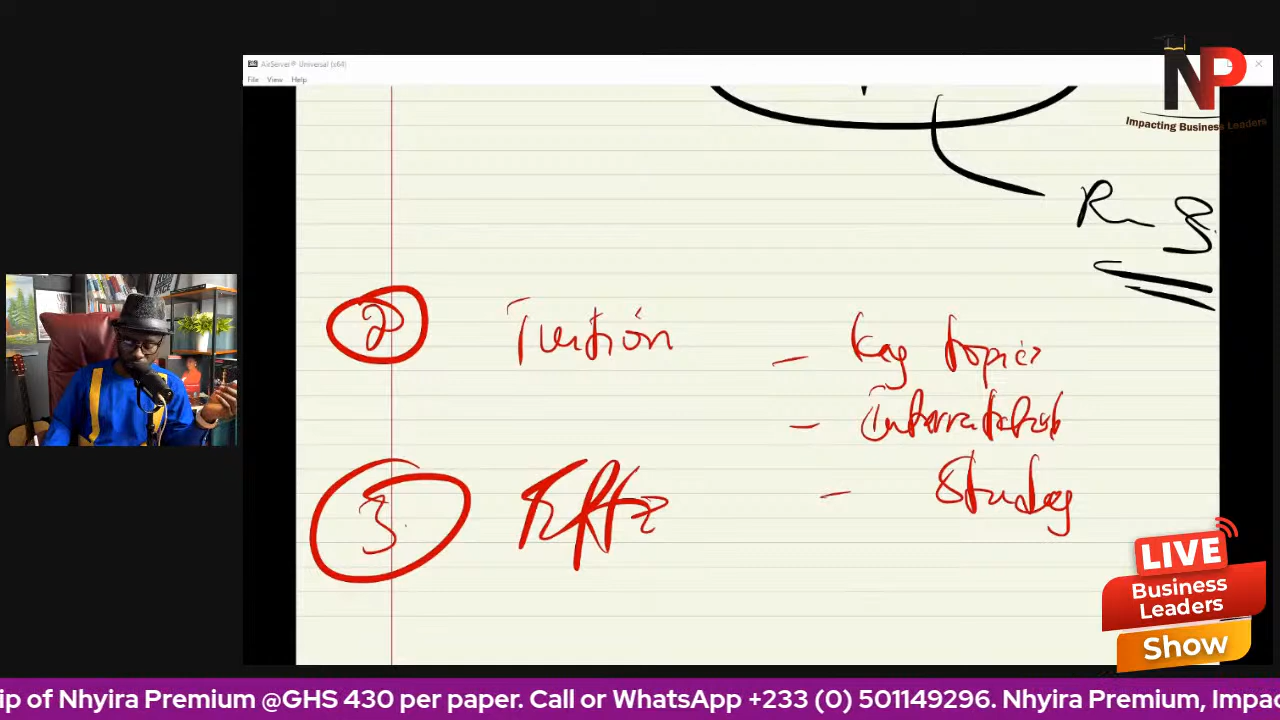 AirServer® Universal (x64)
File View Help
NP
Impacting Business Leaders
2 Tuition - Key topics
-
3 - Study
LIVE
Business
Leaders
Show
ip of Nhyira Premium @GHS 430 per paper. Call or WhatsApp +233 (0) 501149296. Nhyira Premium, Impac